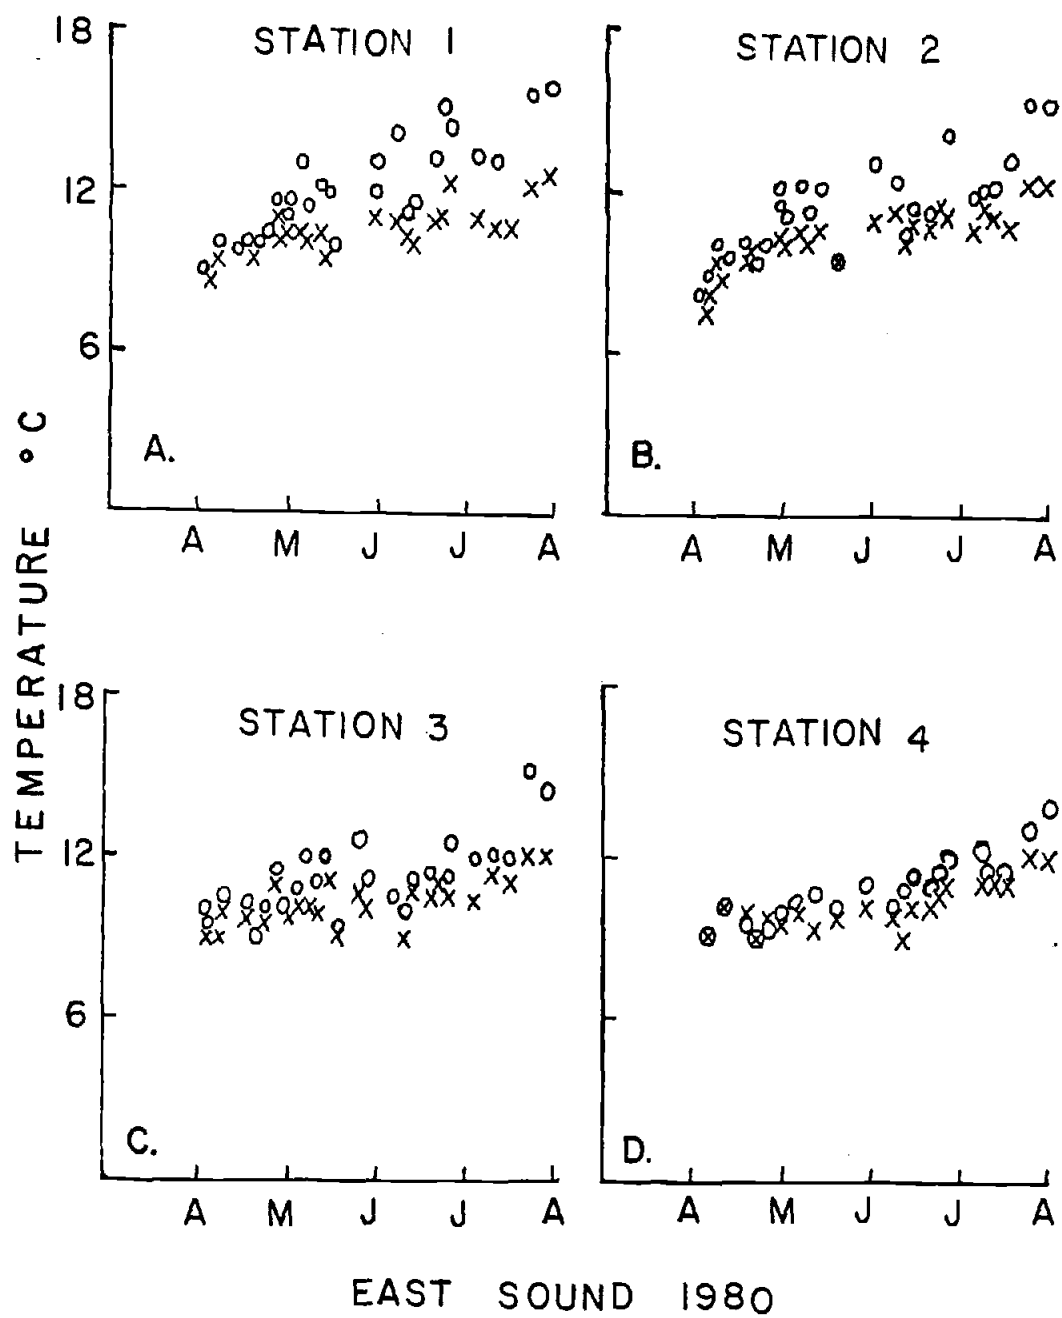 18
STATION 1
12
6
A.
A M J J A
STATION 2
B.
A M J J A
TEMPERATURE °C
18
STATION 3
12
6
C.
A M J J A
STATION 4
D.
A M J J A
EAST SOUND 1980